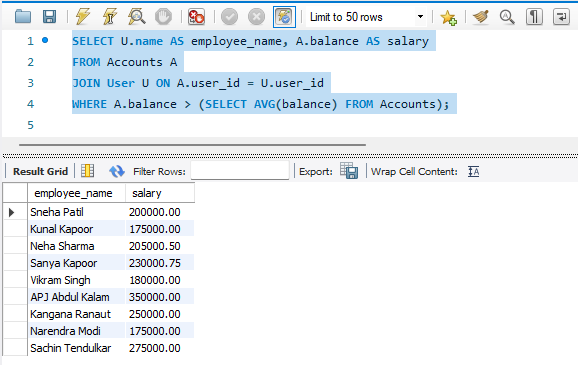 Limit to 50 rows
1 SELECT U.name AS employee_name, A.balance AS salary
2 FROM Accounts A
3 JOIN User U ON A.user_id = U.user_id
4 WHERE A.balance > (SELECT AVG(balance) FROM Accounts);
5
Result Grid Filter Rows: Export: Wrap Cell Content: IA
employee_name salary
Sneha Patil 200000.00
Kunal Kapoor 175000.00
Neha Sharma 205000.50
Sanya Kapoor 230000.75
Vikram Singh 180000.00
APJ Abdul Kalam 350000.00
Kangana Ranaut 250000.00
Narendra Modi 175000.00
Sachin Tendulkar 275000.00